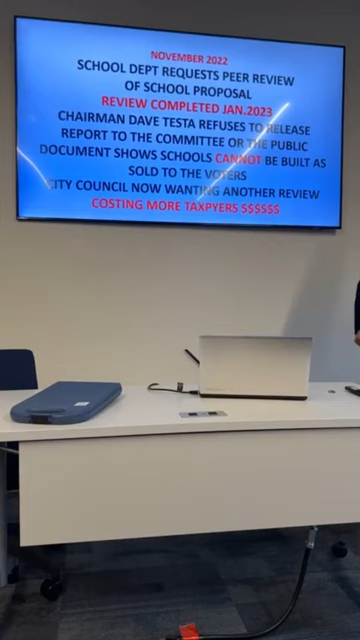 NOVEMBER 2022
SCHOOL DEPT REQUESTS PEER REVIEW
OF SCHOOL PROPOSAL
REVIEW COMPLETED JAN.2023
CHAIRMAN DAVE TESTA REFUSES TO RELEASE
REPORT TO THE COMMITTEE OR THE PUBLIC
DOCUMENT SHOWS SCHOOLS CANNOT BE BUILT AS
SOLD TO THE VOTERS
CITY COUNCIL NOW WANTING ANOTHER REVIEW
COSTING MORE TAXPYERS $$$$$$